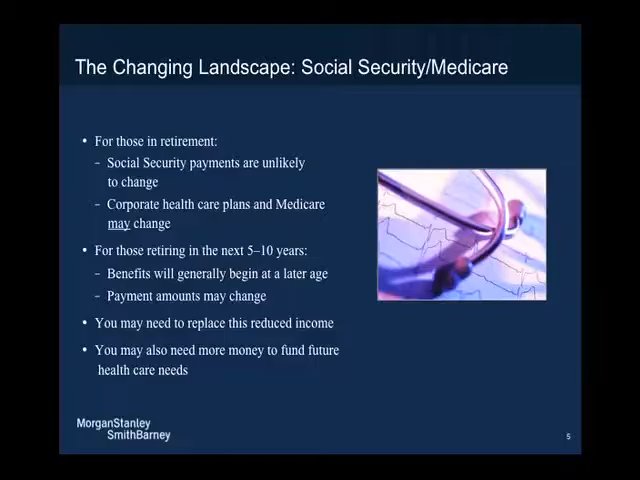 The Changing Landscape: Social Security/Medicare
• For those in retirement:
– Social Security payments are unlikely
to change
– Corporate health care plans and Medicare
may change
• For those retiring in the next 5–10 years:
– Benefits will generally begin at a later age
– Payment amounts may change
• You may need to replace this reduced income
• You may also need more money to fund future
health care needs
MorganStanley
SmithBarney
5